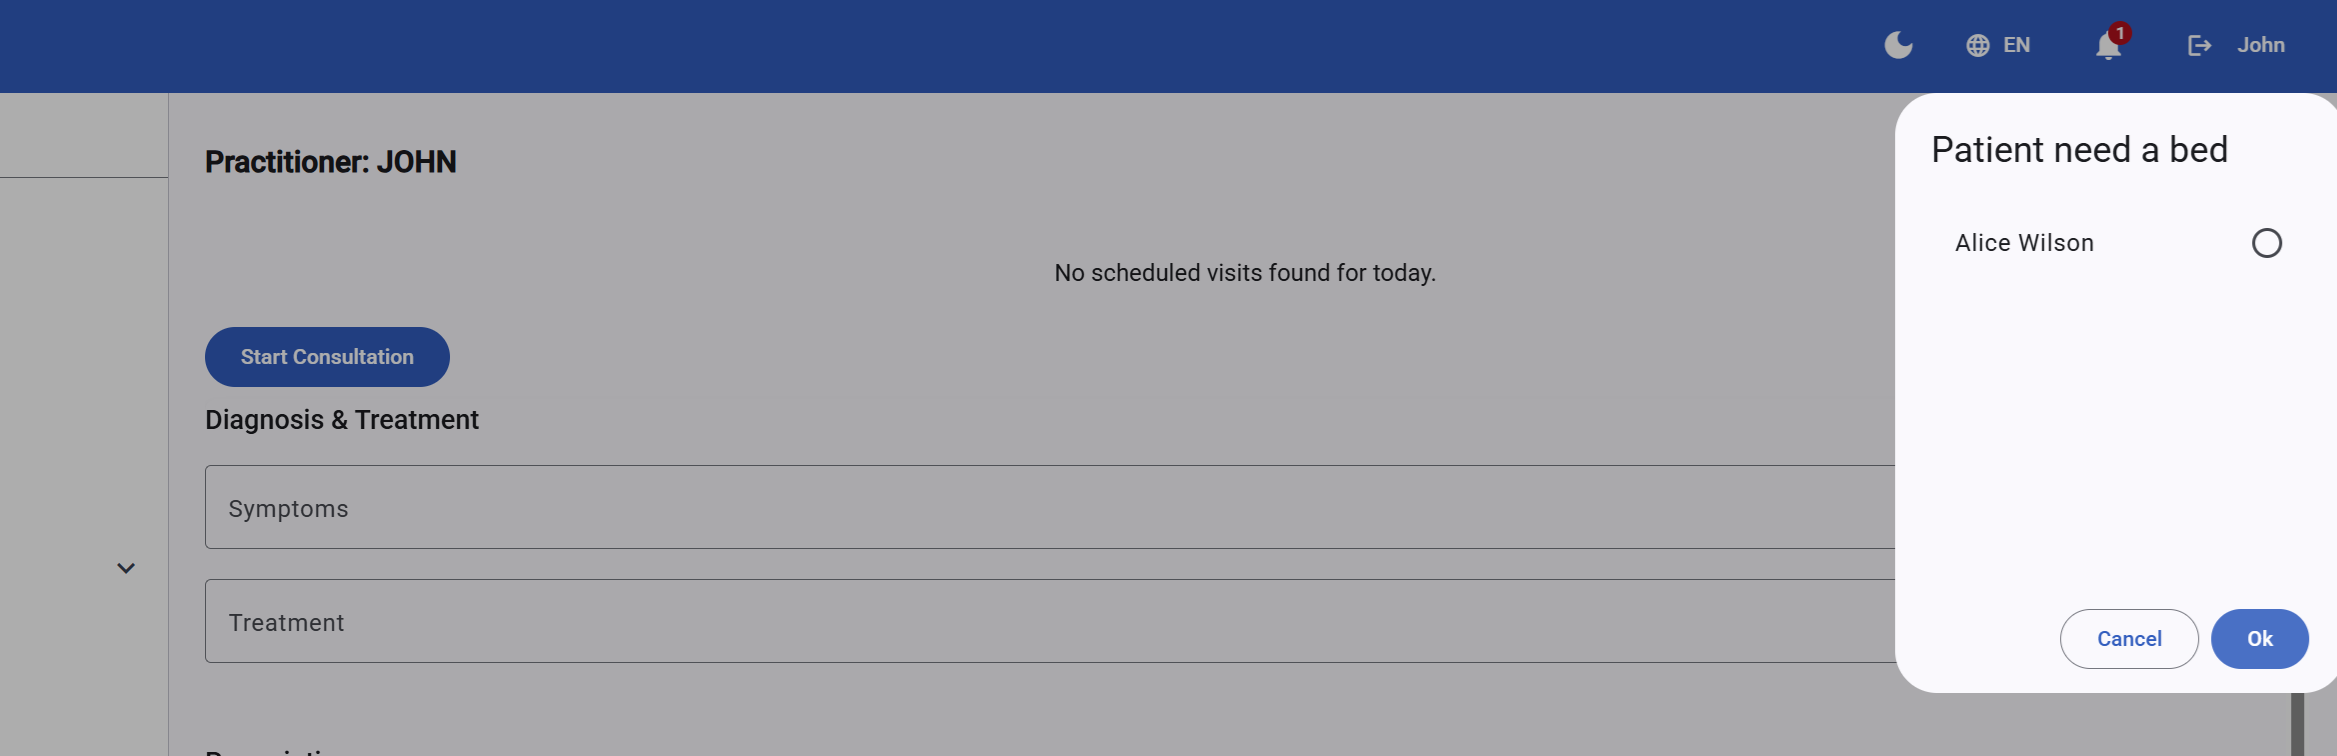 EN
1
John
Practitioner: JOHN
Patient need a bed
Alice Wilson
No scheduled visits found for today.
Start Consultation
Diagnosis & Treatment
Symptoms
Treatment
Cancel
Ok